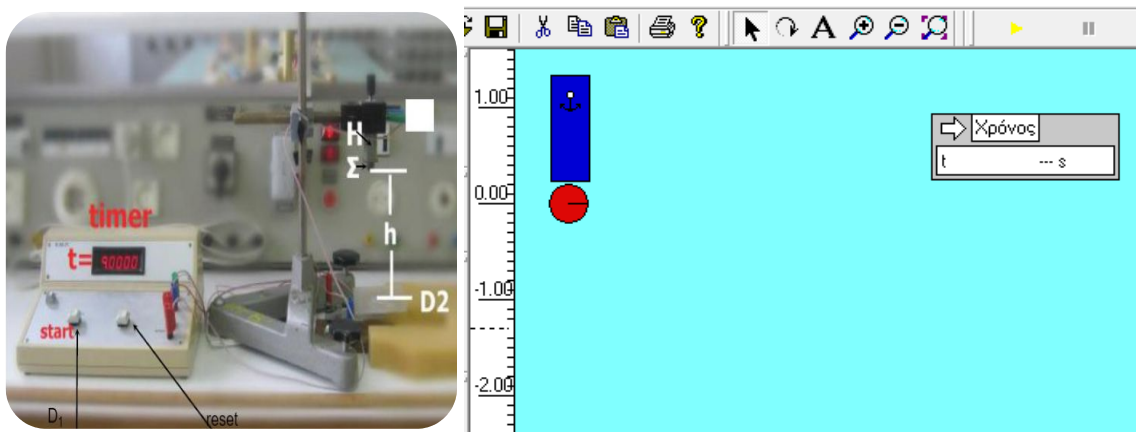 H
Σ
timer
h
t=
90000
D2
start
D₁
reset
A
?
1.00
0.00
-1.00
-2.00
Χρόνος
t --- s